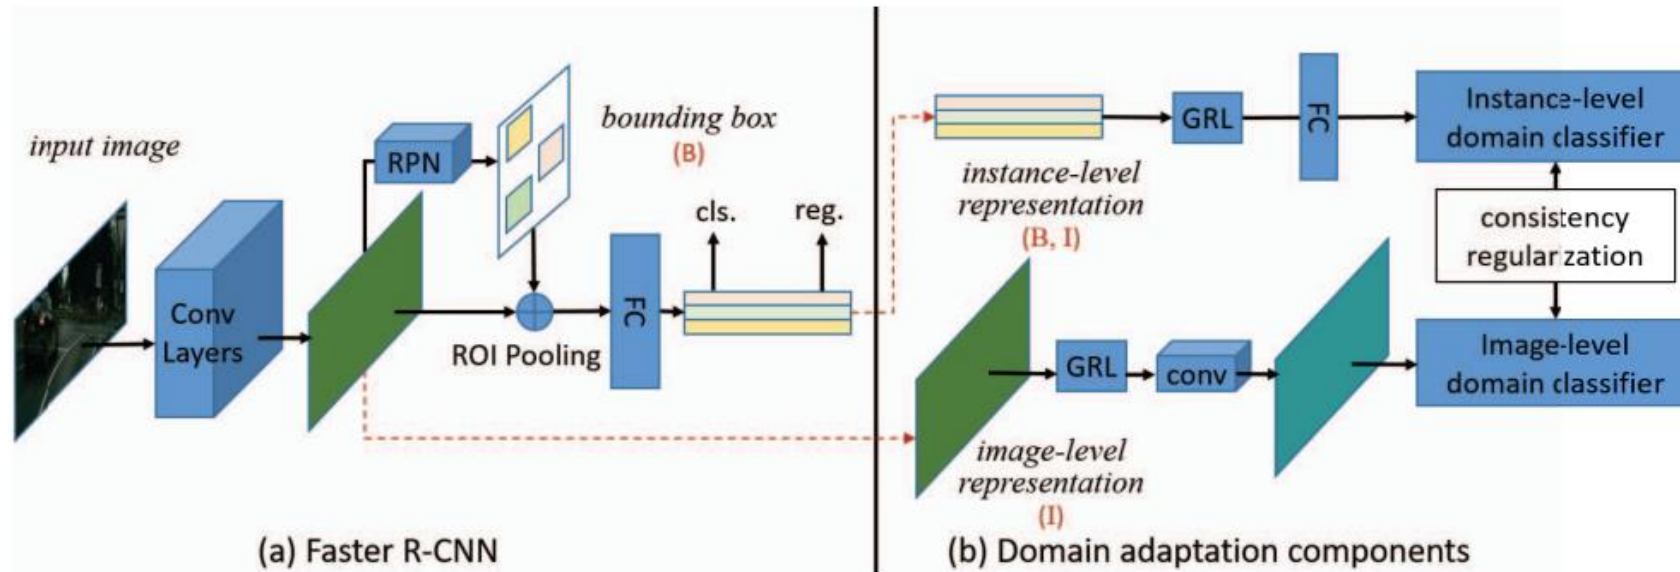 input image
Conv
Layers
RPN
bounding box
(B)
ROI Pooling
FC
cls.
reg.
(a) Faster R-CNN
instance-level
representation
(B, I)
GRL
FC
Instance-level
domain classifier
consistency
regularization
image-level
representation
(I)
GRL
conv
Image-level
domain classifier
(b) Domain adaptation components